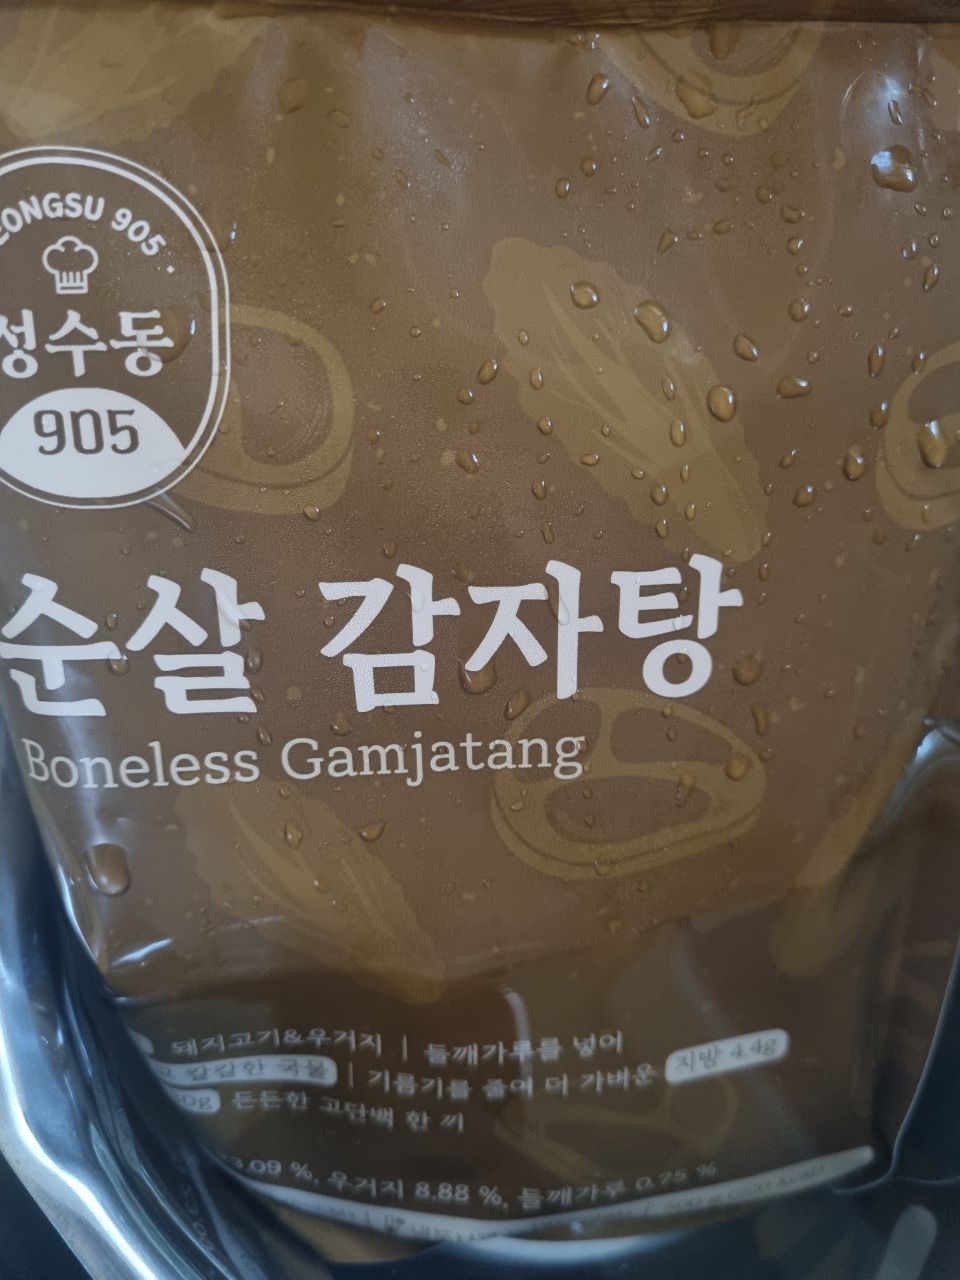 EONGSU 905 ·
성수동
905
순살 감자탕
Boneless Gamjatang
돼지고기&우거지 | 들깨가루를 넣어
칼칼한 국물 | 기름기를 줄여 더 가벼운 지방 4.4g
0g 든든한 고단백 한 끼
3.09 %, 우거지 8.88 %, 들깨가루 0.75 %